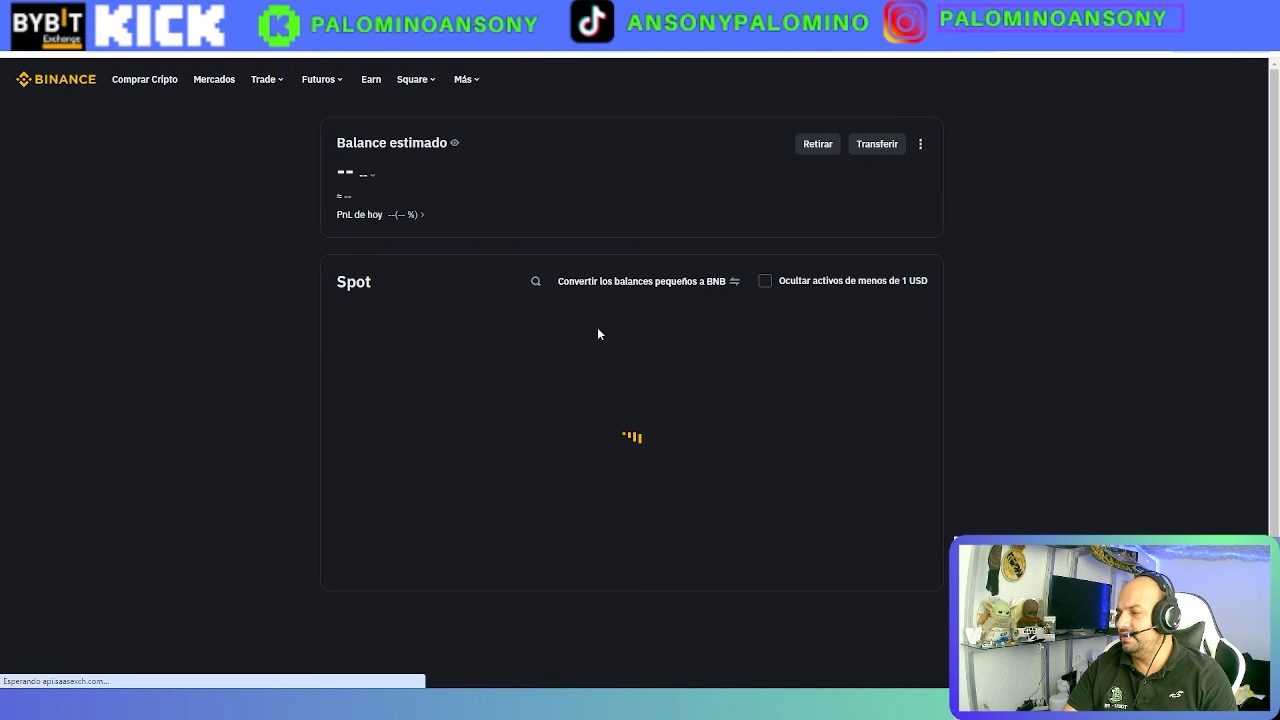 BYBIT
Exchange
KICK
PALOMINOANSONY
ANSONYPALOMINO
PALOMINOANSONY
BINANCE
Comprar Cripto
Mercados
Trade
Futuros
Earn
Square
Más
Balance estimado
Retirar
Transferir
-- --
≈ --
PnL de hoy --(-- %)
Spot
Convertir los balances pequeños a BNB
Ocultar activos de menos de 1 USD
Esperando api.saasexch.com...